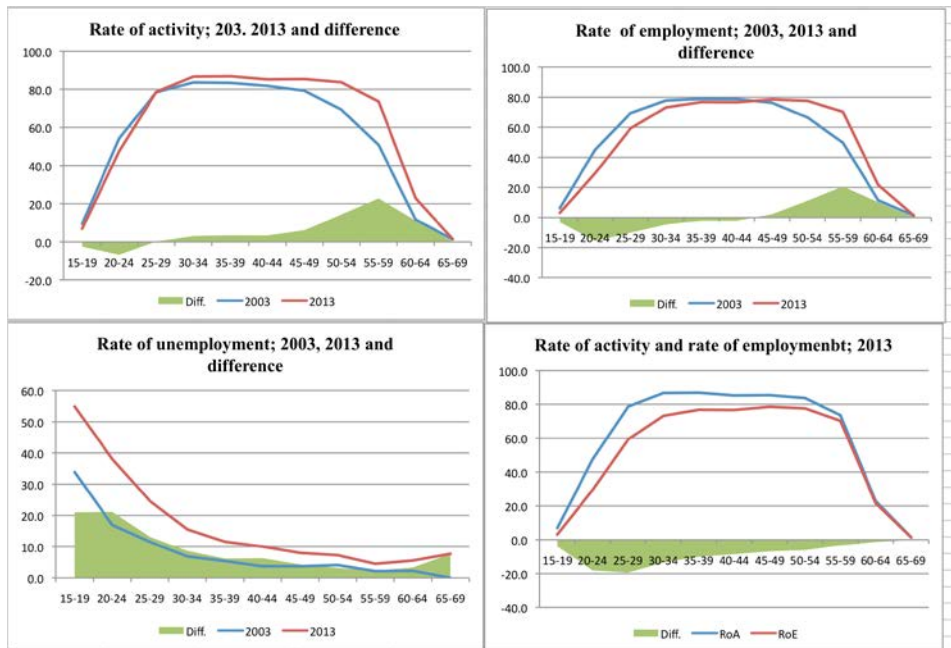 Rate of activity; 203. 2013 and difference
100.0
80.0
60.0
40.0
20.0
0.0
-20.0
15-19 20-24 25-29 30-34 35-39 40-44 45-49 50-54 55-59 60-64 65-69
Diff. 2003 2013
Rate of employment; 2003, 2013 and
difference
100.0
80.0
60.0
40.0
20.0
0.0
-20.0
-40.0
15-19 20-24 25-29 30-34 35-39 40-44 45-49 50-54 55-59 60-64 65-69
Diff. 2003 2013
Rate of unemployment; 2003, 2013 and
difference
60.0
50.0
40.0
30.0
20.0
10.0
0.0
15-19 20-24 25-29 30-34 35-39 40-44 45-49 50-54 55-59 60-64 65-69
Diff. 2003 2013
Rate of activity and rate of employmenbt; 2013
100.0
80.0
60.0
40.0
20.0
0.0
-20.0
-40.0
15-19 20-24 25-29 30-34 35-39 40-44 45-49 50-54 55-59 60-64 65-69
Diff. RoA RoE